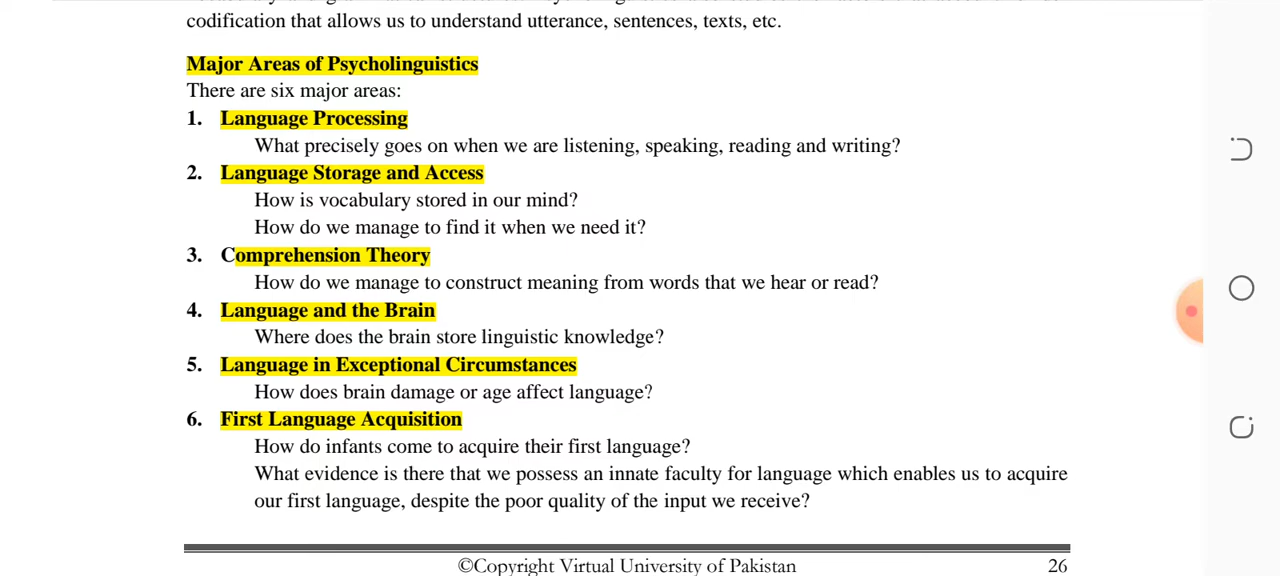 codification that allows us to understand utterance, sentences, texts, etc.
Major Areas of Psycholinguistics
There are six major areas:
1. Language Processing
What precisely goes on when we are listening, speaking, reading and writing?
2. Language Storage and Access
How is vocabulary stored in our mind?
How do we manage to find it when we need it?
3. Comprehension Theory
How do we manage to construct meaning from words that we hear or read?
4. Language and the Brain
Where does the brain store linguistic knowledge?
5. Language in Exceptional Circumstances
How does brain damage or age affect language?
6. First Language Acquisition
How do infants come to acquire their first language?
What evidence is there that we possess an innate faculty for language which enables us to acquire
our first language, despite the poor quality of the input we receive?
©Copyright Virtual University of Pakistan 26